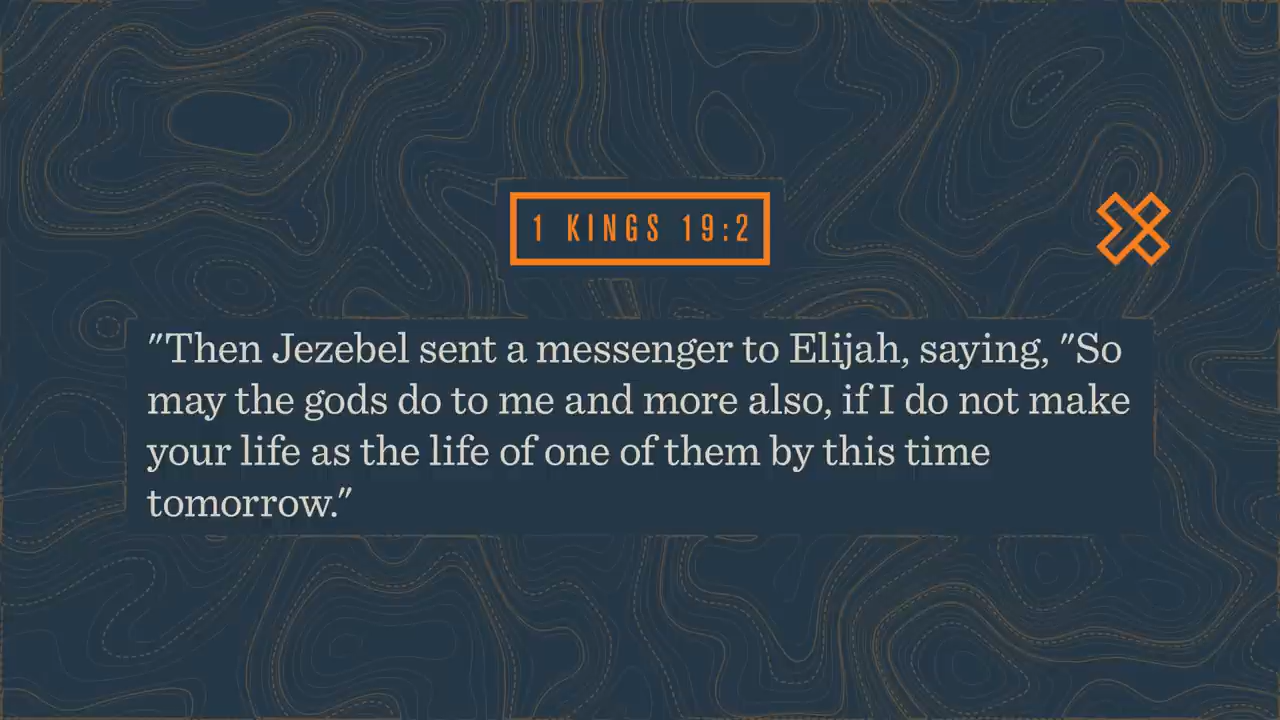 1 KINGS 19:2
"Then Jezebel sent a messenger to Elijah, saying, "So
may the gods do to me and more also, if I do not make
your life as the life of one of them by this time
tomorrow."